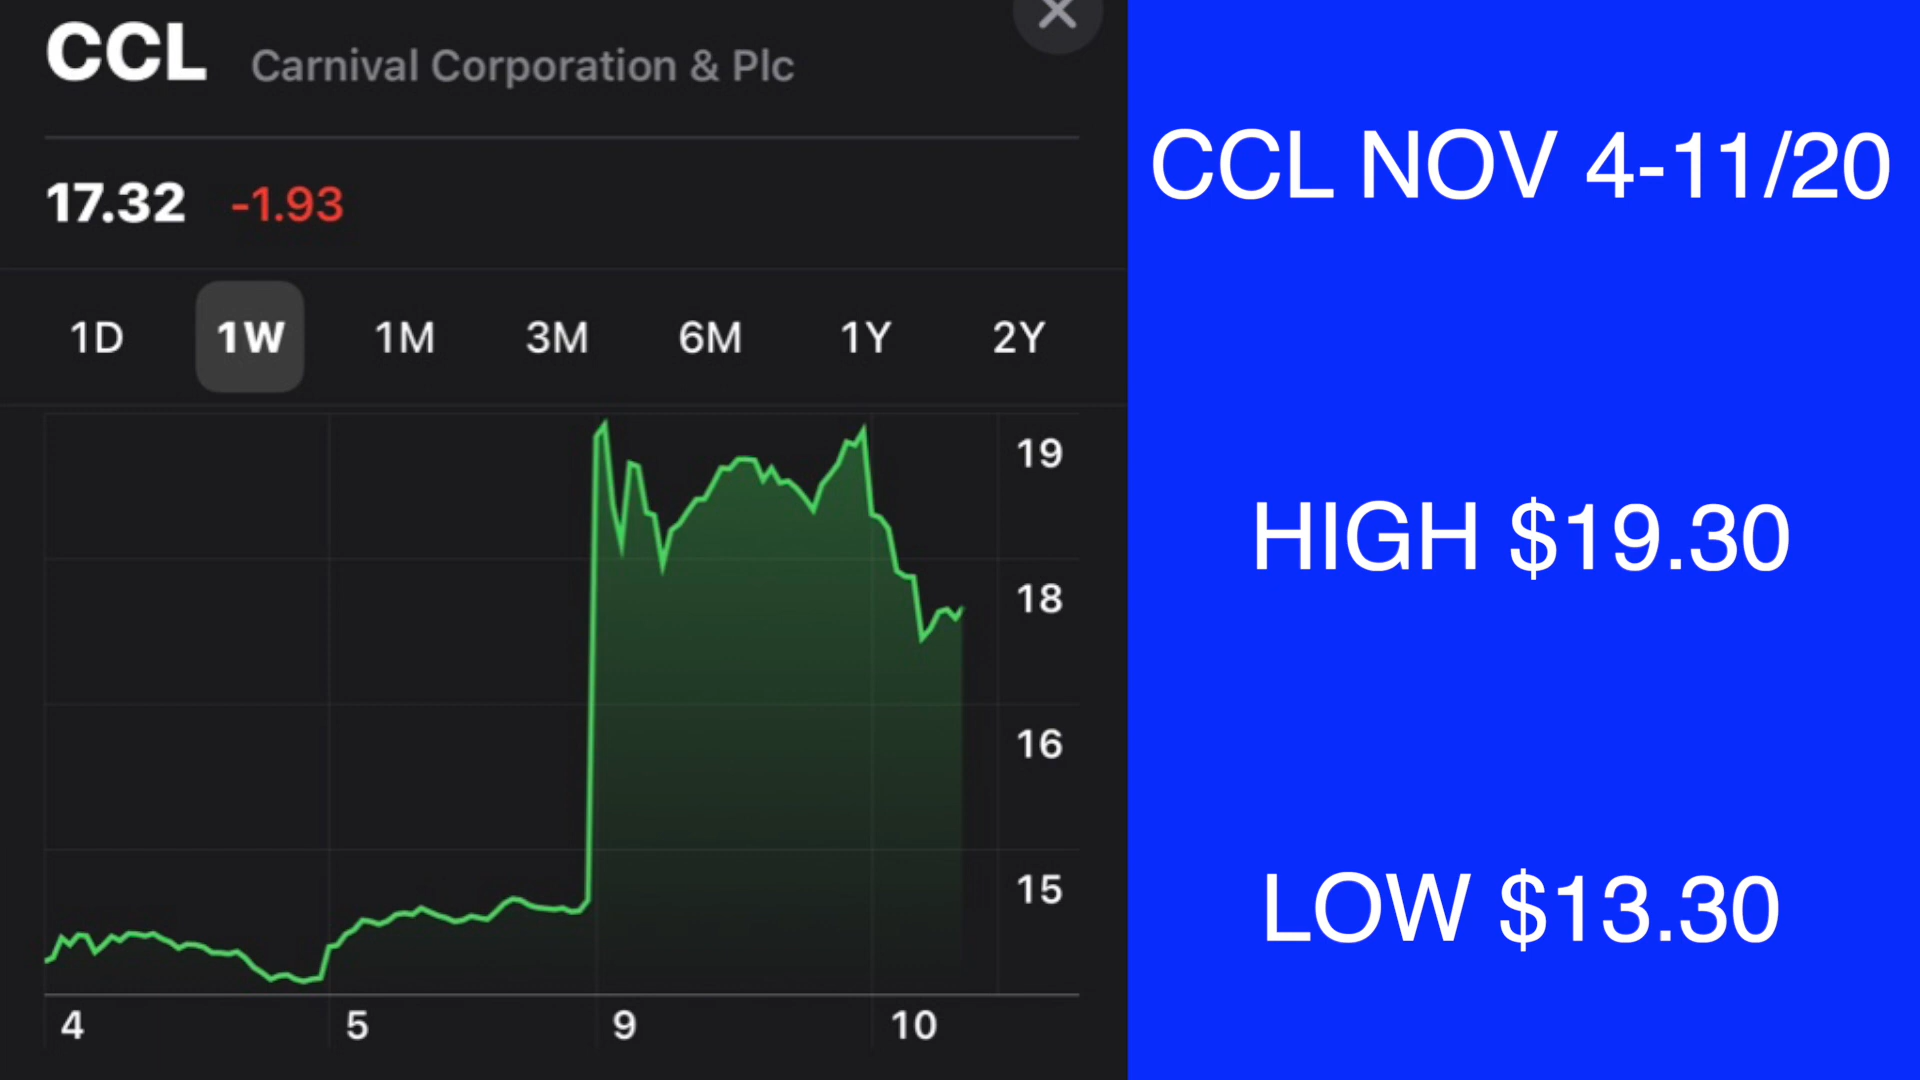 CCL Carnival Corporation & Plc
17.32 -1.93
1D 1W 1M 3M 6M 1Y 2Y
19
18
16
15
4 5 9 10
CCL NOV 4-11/20
HIGH $19.30
LOW $13.30